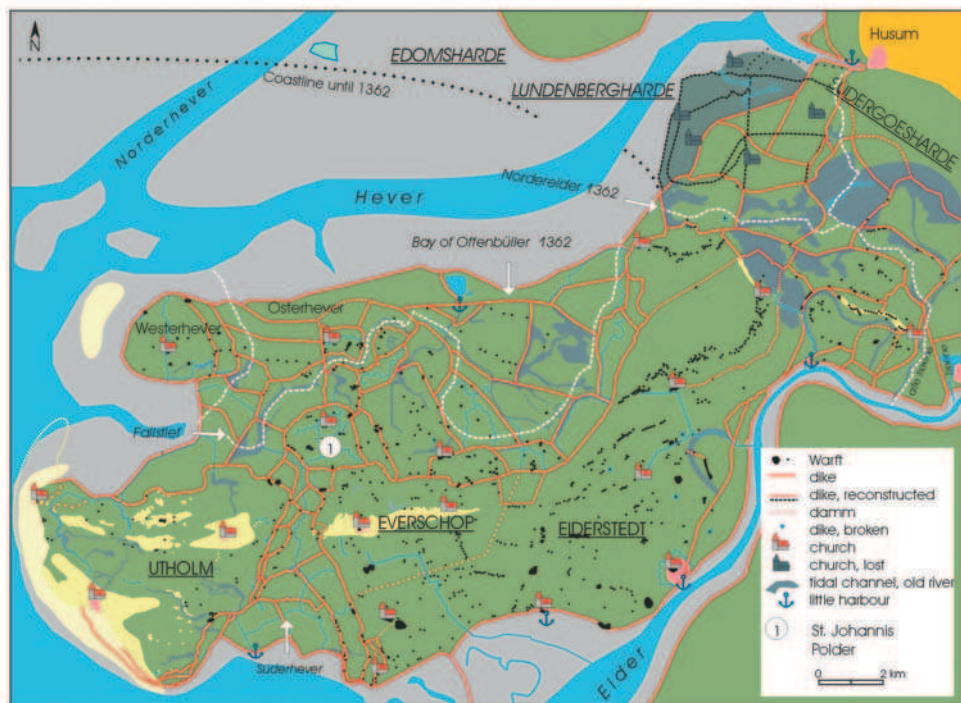 N
Husum
EDOMSHARDE
Coastline until 1362
LUNDENBERGHARDE
SÜDERGOESHARDE
Norderhever
Nordereider 1362
Hever
Bay of Offenbüller 1362
Osterhever
Westerhever
Fallstief
1
EVERSCHOP
EIDERSTEDT
UTHOLM
Süderhever
Eider
Warft
dike
dike, reconstructed
damm
dike, broken
church
church, lost
tidal channel, old river
little harbour
1 St. Johannis
Polder
0 2 km